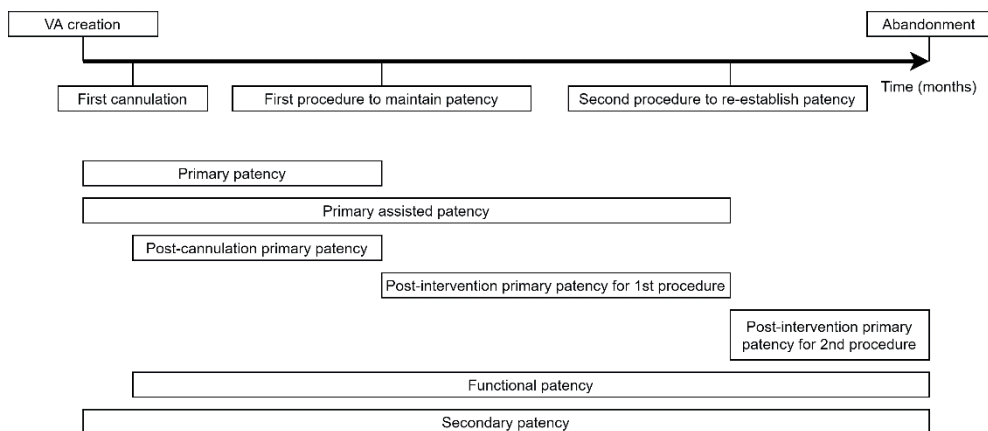 VA creation
Abandonment
First cannulation
First procedure to maintain patency
Second procedure to re-establish patency
Time (months)
Primary patency
Primary assisted patency
Post-cannulation primary patency
Post-intervention primary patency for 1st procedure
Post-intervention primary
patency for 2nd procedure
Functional patency
Secondary patency